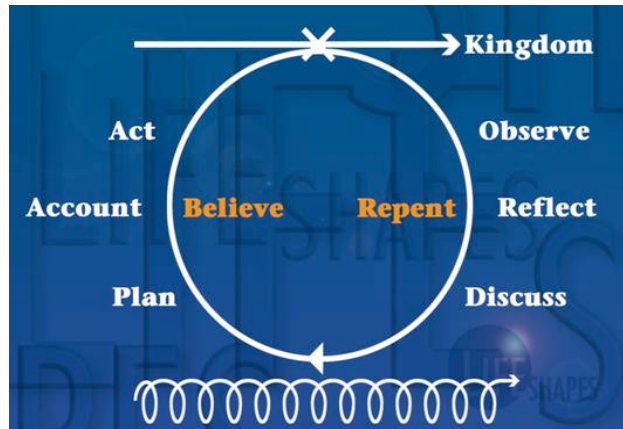 Kingdom
Act
Observe
Account
Believe
Repent
Reflect
Plan
Discuss
LIFE
SHAPES